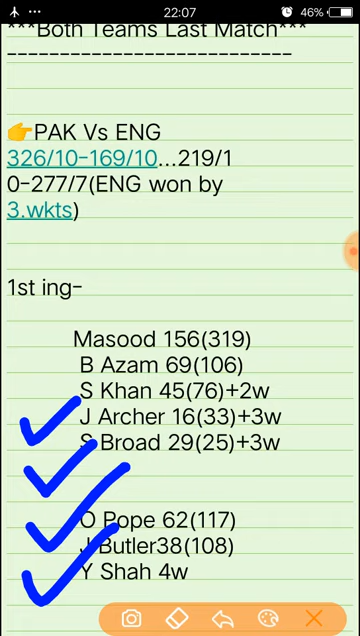 22:07
46%
***Both Teams Last Match***
---------------------------
👉PAK Vs ENG
326/10-169/10...219/1
0-277/7(ENG won by
3.wkts)
1st ing-
Masood 156(319)
B Azam 69(106)
S Khan 45(76)+2w
J Archer 16(33)+3w
S Broad 29(25)+3w
O Pope 62(117)
J Butler38(108)
Y Shah 4w